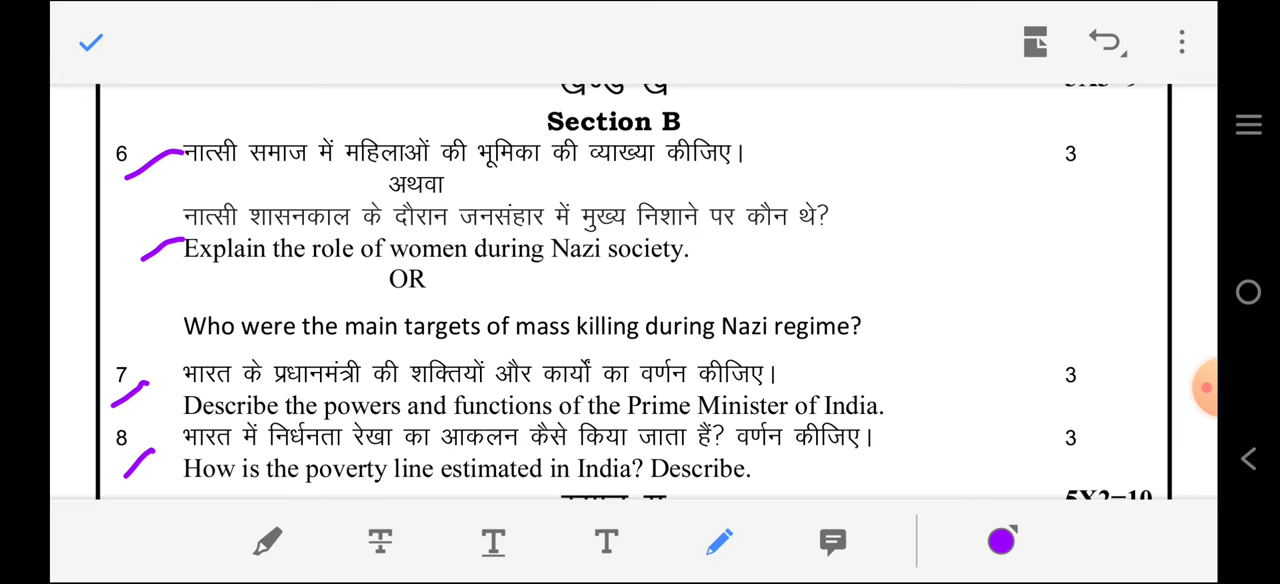 Section B
6 नात्सी समाज में महिलाओं की भूमिका की व्याख्या कीजिए। 3
अथवा
नात्सी शासनकाल के दौरान जनसंहार में मुख्य निशाने पर कौन थे?
Explain the role of women during Nazi society.
OR
Who were the main targets of mass killing during Nazi regime?
7 भारत के प्रधानमंत्री की शक्तियों और कार्यों का वर्णन कीजिए। 3
Describe the powers and functions of the Prime Minister of India.
8 भारत में निर्धनता रेखा का आकलन कैसे किया जाता हैं? वर्णन कीजिए। 3
How is the poverty line estimated in India? Describe.
5X2=10
T T T